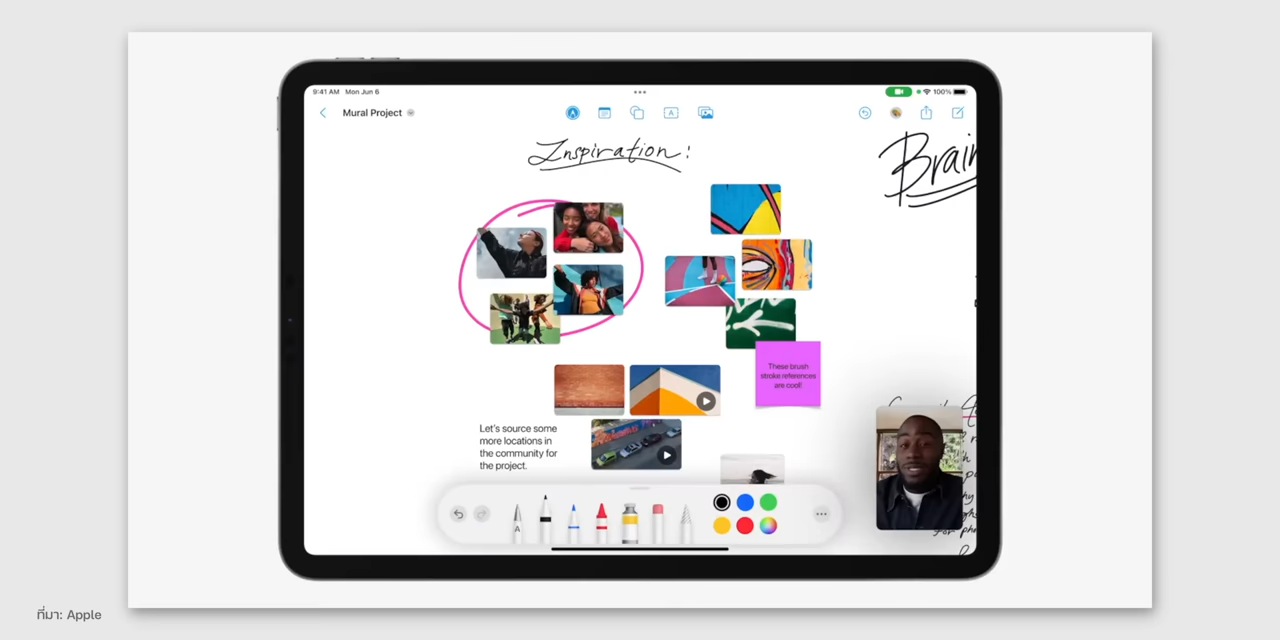 9:41 AM Mon Jun 6
100%
Mural Project
A
Inspiration:
Brain
These brush
stroke references
are cool!
Let's source some
more locations in
the community for
the project.
A
ที่มา: Apple